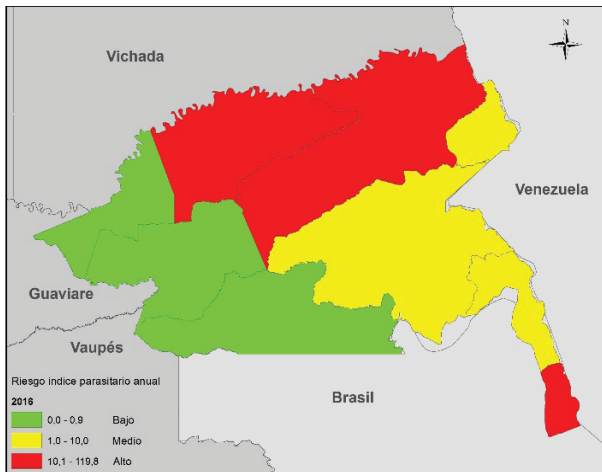 N
Vichada
Venezuela
Guaviare
Vaupés
Brasil
Riesgo indice parasitario anual
2016
0,0 - 0,9 Bajo
1,0 - 10,0 Medio
10,1 - 119,8 Alto